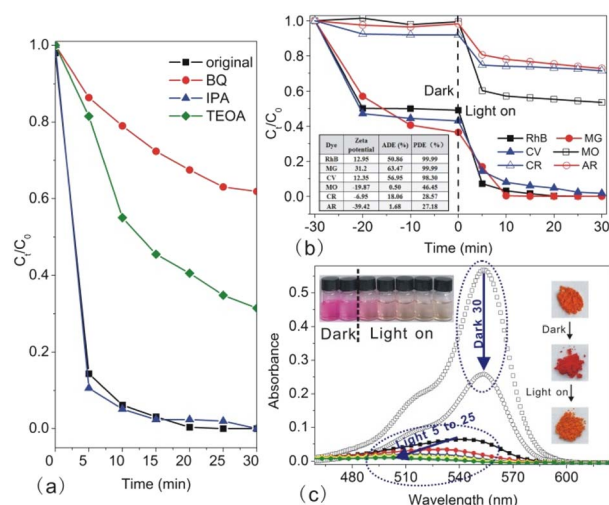 1.0
0.8
0.6
0.4
0.2
0.0
Ct/C0
original
BQ
IPA
TEOA
0 5 10 15 20 25 30
Time (min)
(a)
1.0
0.8
0.6
0.4
0.2
0.0
Ct/C0
Dark
Light on
RhB MG
CV MO
CR AR
Dye Zeta potential ADE (%) PDE (%)
RhB 12.95 50.86 99.99
MG 31.2 63.47 99.99
CV 12.35 56.95 98.30
MO -19.87 0.50 46.45
CR -6.95 18.06 28.57
AR -39.42 1.68 27.18
-30 -20 -10 0 10 20 30
Time (min)
(b)
0.5
0.4
0.3
0.2
0.1
0.0
Absorbance
Dark Light on
Dark 30
Light 5 to 25
Dark
Light on
480 510 540 570 600
Wavelength (nm)
(c)